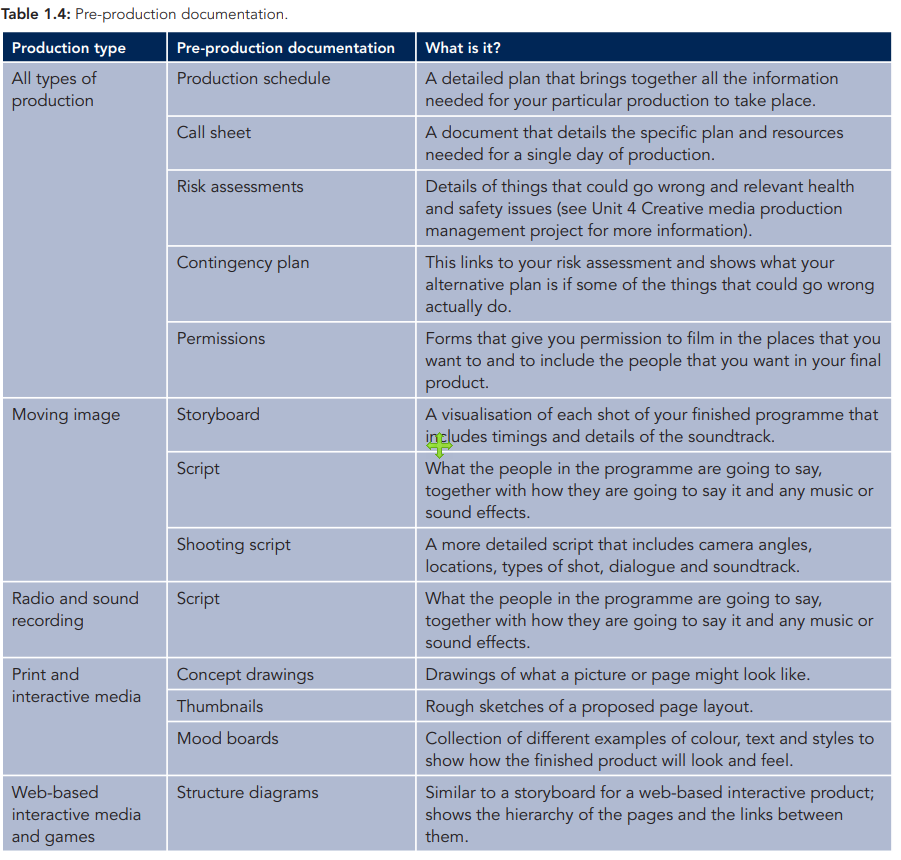 Table 1.4: Pre-production documentation.
Production type Pre-production documentation What is it?
All types of
production
Production schedule
A detailed plan that brings together all the information
needed for your particular production to take place.
Call sheet
A document that details the specific plan and resources
needed for a single day of production.
Risk assessments
Details of things that could go wrong and relevant health
and safety issues (see Unit 4 Creative media production
management project for more information).
Contingency plan
This links to your risk assessment and shows what your
alternative plan is if some of the things that could go wrong
actually do.
Permissions
Forms that give you permission to film in the places that you
want to and to include the people that you want in your final
product.
Moving image
Storyboard
A visualisation of each shot of your finished programme that
includes timings and details of the soundtrack.
Script
What the people in the programme are going to say,
together with how they are going to say it and any music or
sound effects.
Shooting script
A more detailed script that includes camera angles,
locations, types of shot, dialogue and soundtrack.
Radio and sound
recording
Script
What the people in the programme are going to say,
together with how they are going to say it and any music or
sound effects.
Print and
interactive media
Concept drawings
Drawings of what a picture or page might look like.
Thumbnails
Rough sketches of a proposed page layout.
Mood boards
Collection of different examples of colour, text and styles to
show how the finished product will look and feel.
Web-based
interactive media
and games
Structure diagrams
Similar to a storyboard for a web-based interactive product;
shows the hierarchy of the pages and the links between
them.